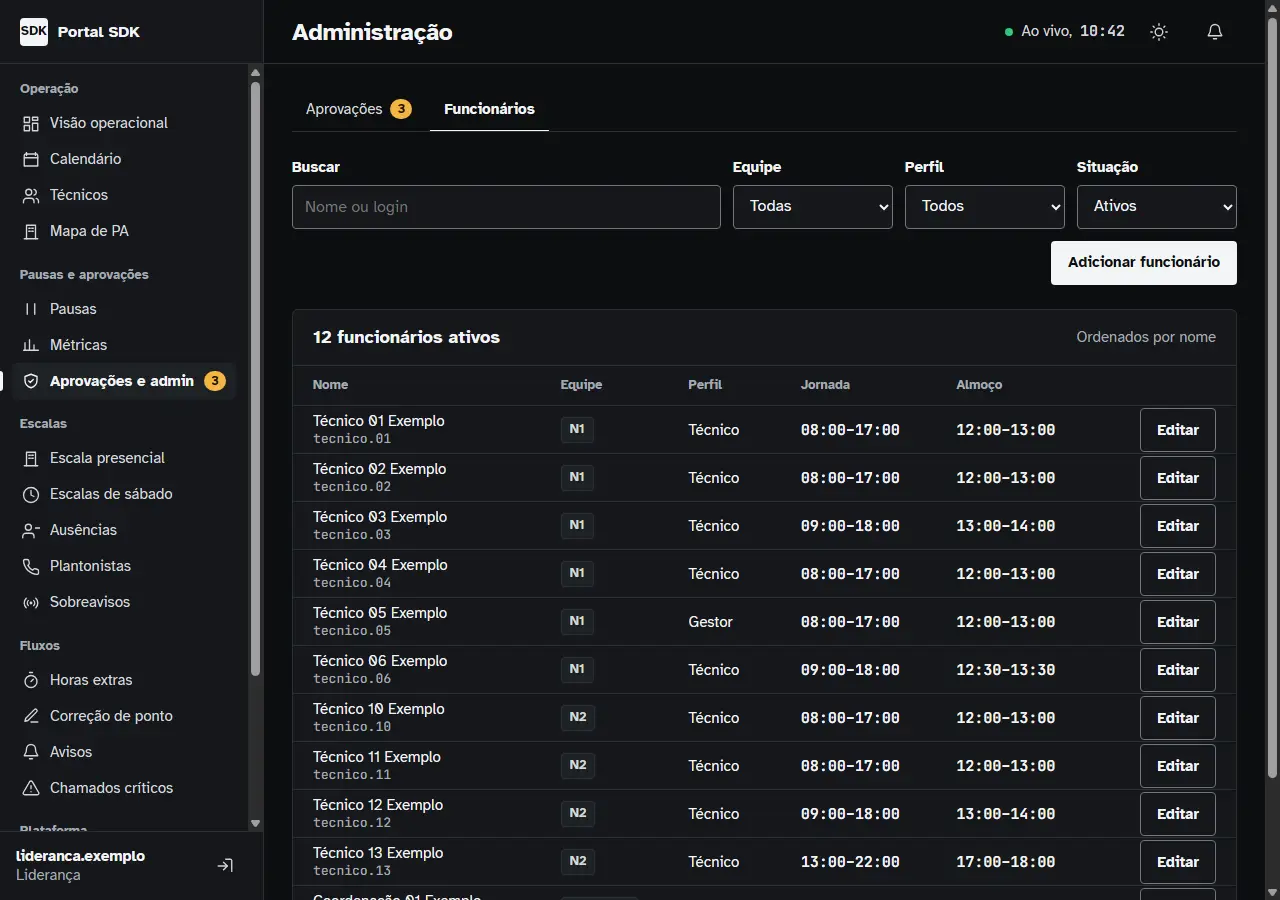 SDK Portal SDK
Operação
Visão operacional
Calendário
Técnicos
Mapa de PA
Pausas e aprovações
Pausas
Métricas
Aprovações e admin 3
Escalas
Escala presencial
Escalas de sábado
Ausências
Plantonistas
Sobreavisos
Fluxos
Horas extras
Correção de ponto
Avisos
Chamados críticos
Plataforma
lideranca.exemplo
Liderança
Administração
Ao vivo, 10:42
Aprovações 3 Funcionários
Buscar Equipe Perfil Situação
Nome ou login Todas Todos Ativos
Adicionar funcionário
12 funcionários ativos Ordenados por nome
Nome Equipe Perfil Jornada Almoço
Técnico 01 Exemplo
tecnico.01 N1 Técnico 08:00–17:00 12:00–13:00 Editar
Técnico 02 Exemplo
tecnico.02 N1 Técnico 08:00–17:00 12:00–13:00 Editar
Técnico 03 Exemplo
tecnico.03 N1 Técnico 09:00–18:00 13:00–14:00 Editar
Técnico 04 Exemplo
tecnico.04 N1 Técnico 08:00–17:00 12:00–13:00 Editar
Técnico 05 Exemplo
tecnico.05 N1 Gestor 08:00–17:00 12:00–13:00 Editar
Técnico 06 Exemplo
tecnico.06 N1 Técnico 09:00–18:00 12:30–13:30 Editar
Técnico 10 Exemplo
tecnico.10 N2 Técnico 08:00–17:00 12:00–13:00 Editar
Técnico 11 Exemplo
tecnico.11 N2 Técnico 08:00–17:00 12:00–13:00 Editar
Técnico 12 Exemplo
tecnico.12 N2 Técnico 09:00–18:00 13:00–14:00 Editar
Técnico 13 Exemplo
tecnico.13 N2 Técnico 13:00–22:00 17:00–18:00 Editar
Coordenação 01 Exemplo